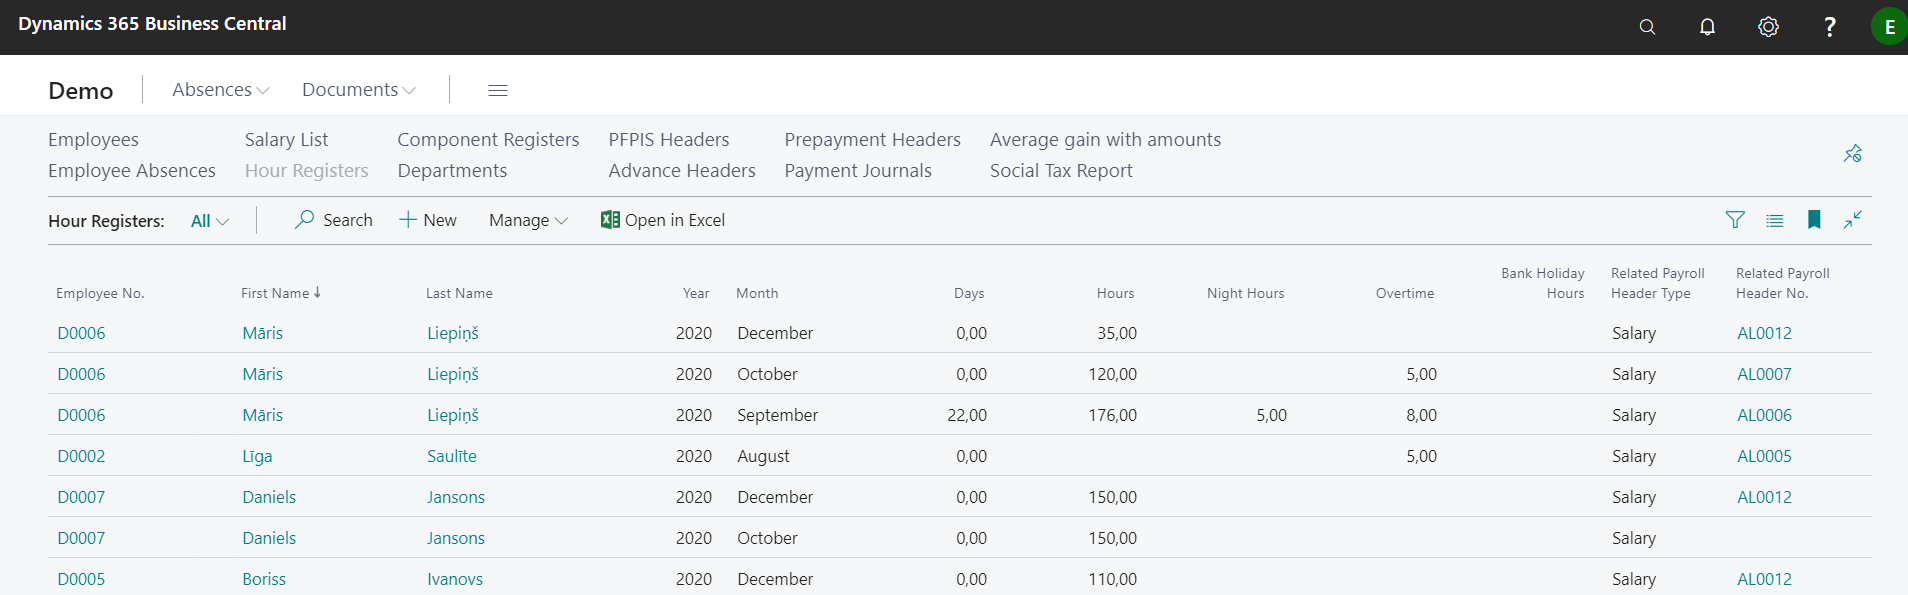 Dynamics 365 Business Central
E
Demo Absences Documents
Employees Salary List Component Registers PFPIS Headers Prepayment Headers Average gain with amounts
Employee Absences Hour Registers Departments Advance Headers Payment Journals Social Tax Report
Hour Registers: All Search New Manage Open in Excel
Employee No. First Name Last Name Year Month Days Hours Night Hours Overtime Bank Holiday Hours Related Payroll Header Type Related Payroll Header No.
D0006 Māris Liepiņš 2020 December 0,00 35,00 Salary AL0012
D0006 Māris Liepiņš 2020 October 0,00 120,00 5,00 Salary AL0007
D0006 Māris Liepiņš 2020 September 22,00 176,00 5,00 8,00 Salary AL0006
D0002 Līga Saulīte 2020 August 0,00 5,00 Salary AL0005
D0007 Daniels Jansons 2020 December 0,00 150,00 Salary AL0012
D0007 Daniels Jansons 2020 October 0,00 150,00 Salary
D0005 Boriss Ivanovs 2020 December 0,00 110,00 Salary AL0012